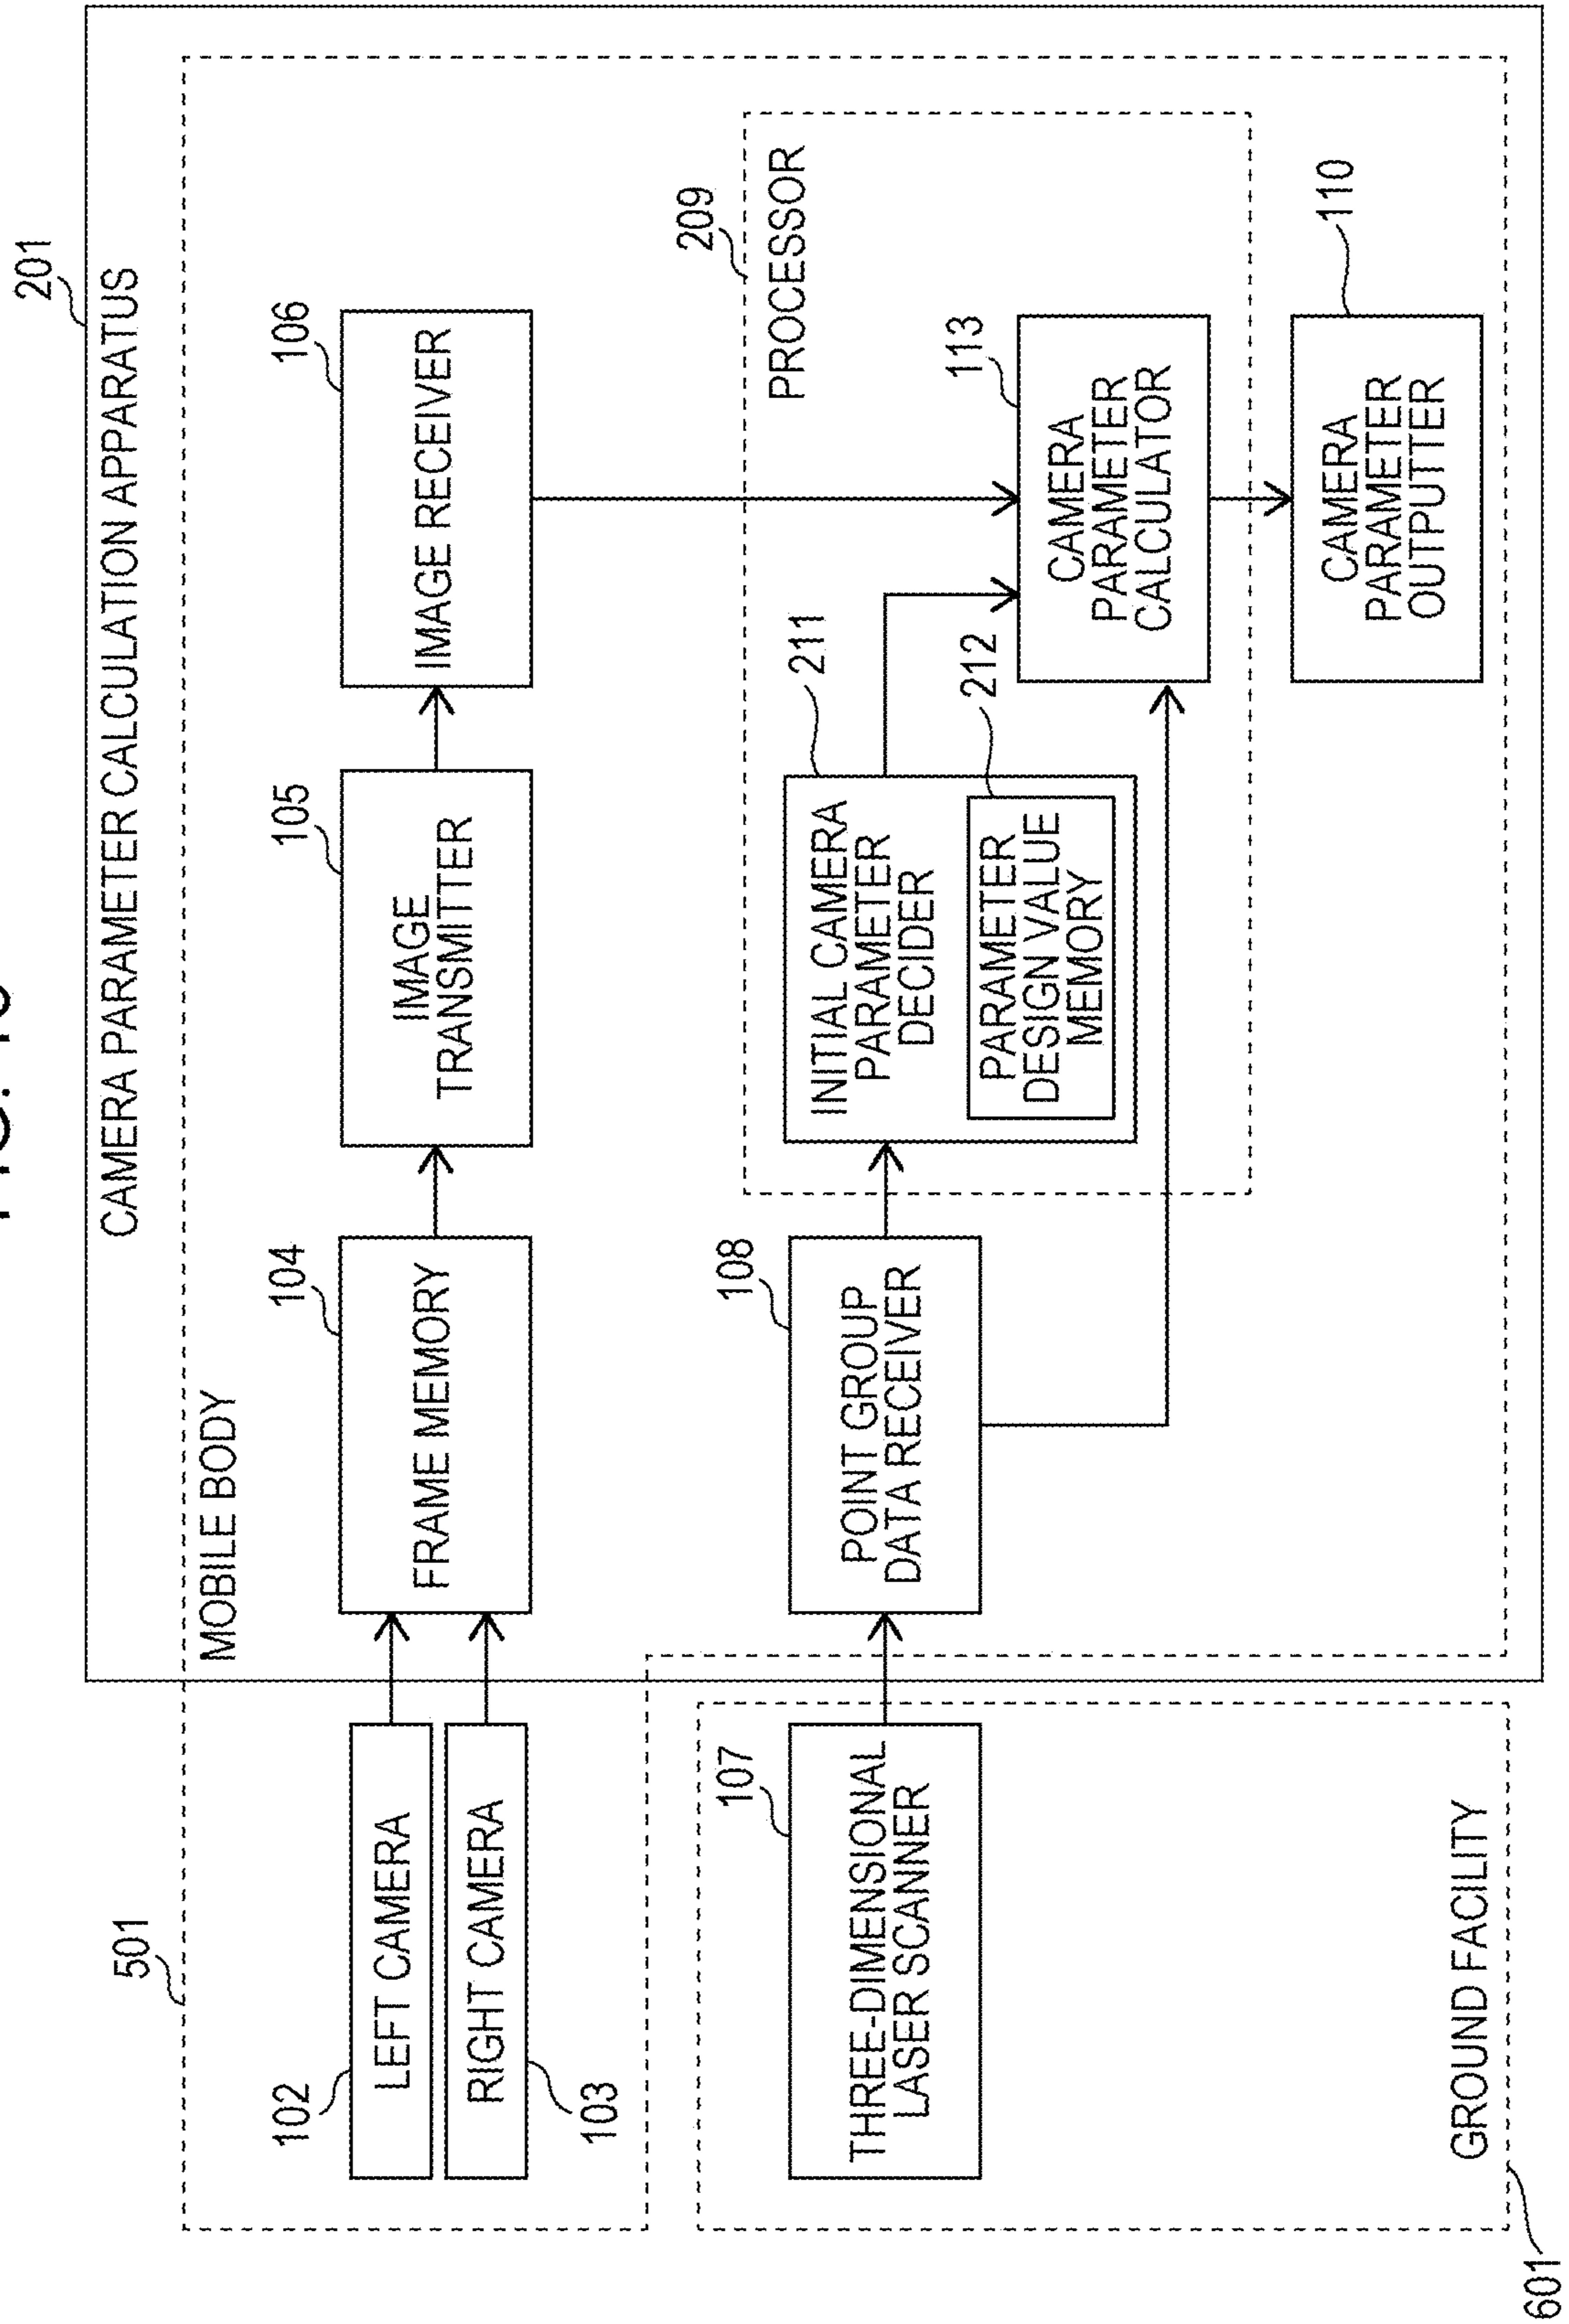 201
CAMERA PARAMETER CALCULATION APPARATUS
501
MOBILE BODY
102
LEFT CAMERA
RIGHT CAMERA
103
104
FRAME MEMORY
105
IMAGE
TRANSMITTER
106
IMAGE RECEIVER
209
PROCESSOR
107
THREE-DIMENSIONAL
LASER SCANNER
108
POINT GROUP
DATA RECEIVER
211
INITIAL CAMERA
PARAMETER
DECIDER
212
PARAMETER
DESIGN VALUE
MEMORY
113
CAMERA
PARAMETER
CALCULATOR
110
CAMERA
PARAMETER
OUTPUTTER
GROUND FACILITY
601